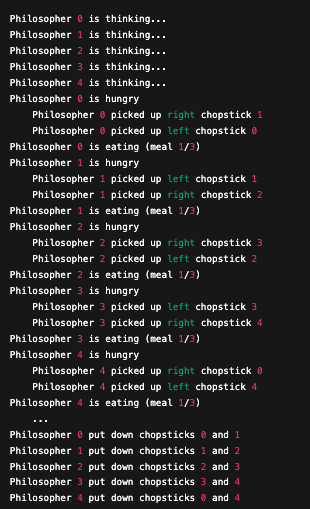 Philosopher 0 is thinking...
Philosopher 1 is thinking...
Philosopher 2 is thinking...
Philosopher 3 is thinking...
Philosopher 4 is thinking...
Philosopher 0 is hungry
Philosopher 0 picked up right chopstick 1
Philosopher 0 picked up left chopstick 0
Philosopher 0 is eating (meal 1/3)
Philosopher 1 is hungry
Philosopher 1 picked up left chopstick 1
Philosopher 1 picked up right chopstick 2
Philosopher 1 is eating (meal 1/3)
Philosopher 2 is hungry
Philosopher 2 picked up right chopstick 3
Philosopher 2 picked up left chopstick 2
Philosopher 2 is eating (meal 1/3)
Philosopher 3 is hungry
Philosopher 3 picked up left chopstick 3
Philosopher 3 picked up right chopstick 4
Philosopher 3 is eating (meal 1/3)
Philosopher 4 is hungry
Philosopher 4 picked up right chopstick 0
Philosopher 4 picked up left chopstick 4
Philosopher 4 is eating (meal 1/3)
...
Philosopher 0 put down chopsticks 0 and 1
Philosopher 1 put down chopsticks 1 and 2
Philosopher 2 put down chopsticks 2 and 3
Philosopher 3 put down chopsticks 3 and 4
Philosopher 4 put down chopsticks 0 and 4